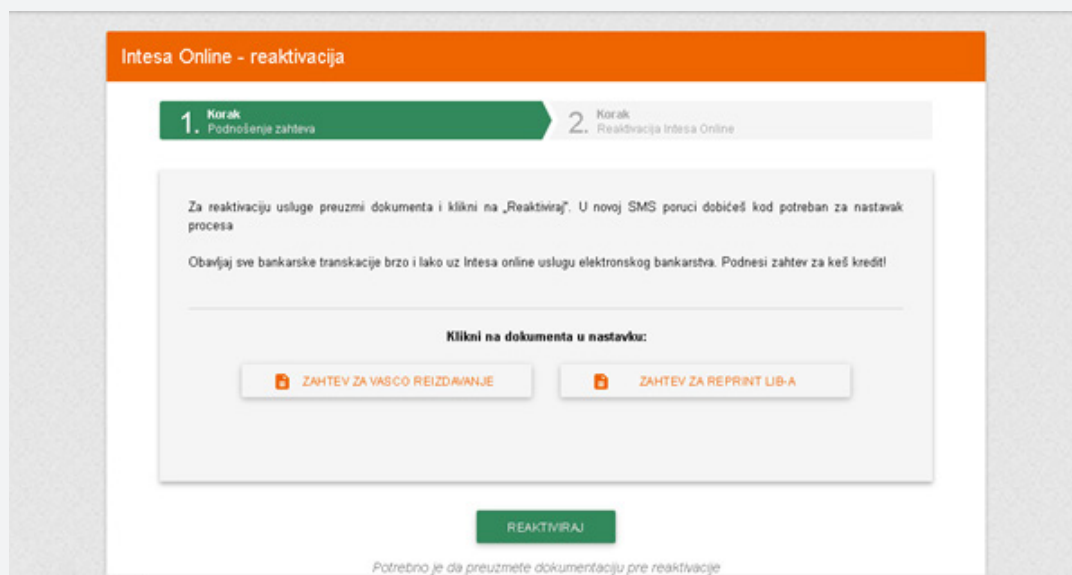 Intesa Online - reaktivacija
1. Korak
Podnošenje zahteva
2. Korak
Reaktivacija Intesa Online
Za reaktivaciju usluge preuzmi dokumenta i klikni na „Reaktiviraj". U novoj SMS poruci dobićeš kod potreban za nastavak
procesa
Obavljaj sve bankarske transkacije brzo i lako uz Intesa online uslugu elektronskog bankarstva. Podnesi zahtev za keš kredit!
Klikni na dokumenta u nastavku:
ZAHTEV ZA VASCO REIZDAVANJE
ZAHTEV ZA REPRINT LIB-A
REAKTIVIRAJ
Potrebno je da preuzmete dokumentaciju pre reaktivacije